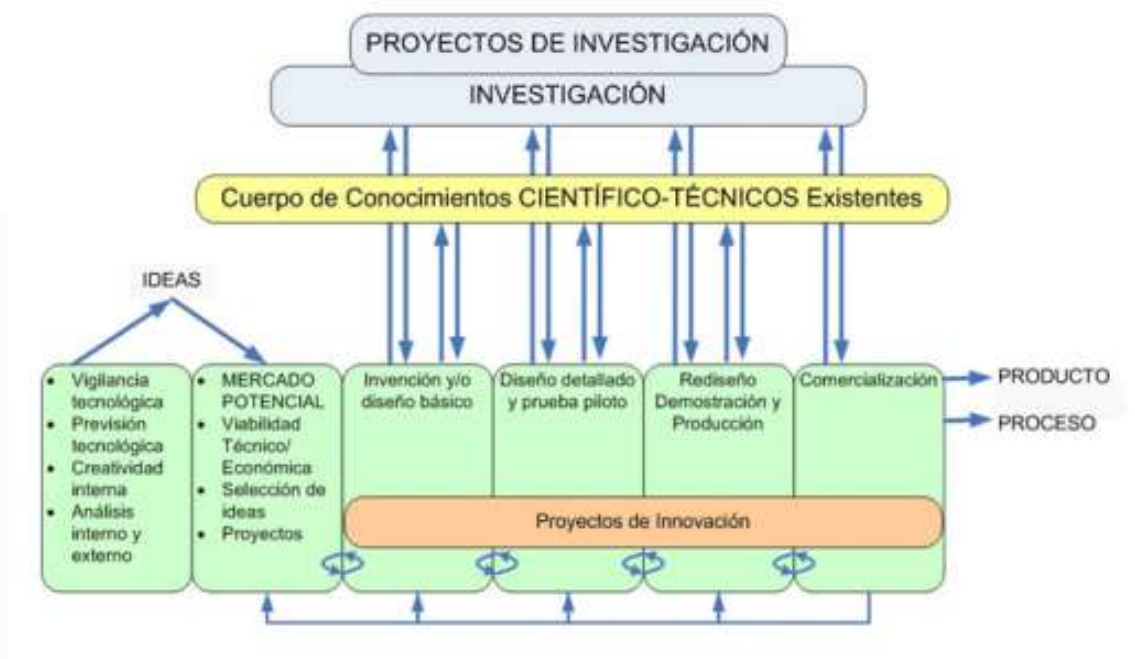 PROYECTOS DE INVESTIGACIÓN
INVESTIGACIÓN
Cuerpo de Conocimientos CIENTÍFICO-TÉCNICOS Existentes
IDEAS
• Vigilancia
tecnológica
• Previsión
tecnológica
• Creatividad
interna
• Análisis
interno y
externo
• MERCADO
POTENCIAL
• Viabilidad
Técnico/
Económica
• Selección de
ideas
• Proyectos
Invención y/o
diseño básico
Diseño detallado
y prueba piloto
Rediseño
Demostración y
Producción
Comercialización
PRODUCTO
PROCESO
Proyectos de Innovación